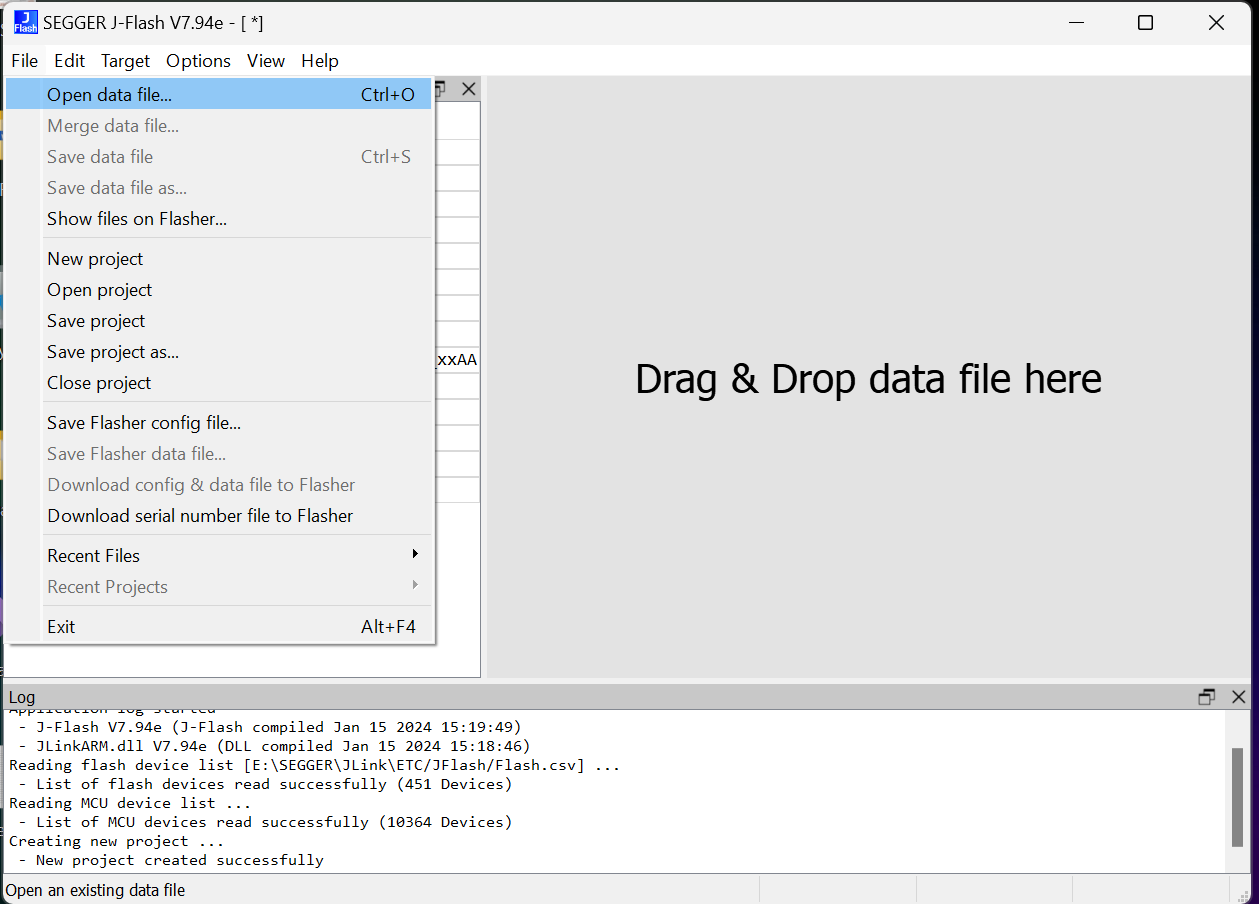 J
Flash
SEGGER J-Flash V7.94e - [ *]
File Edit Target Options View Help
Open data file... Ctrl+O
Merge data file...
Save data file Ctrl+S
Save data file as...
Show files on Flasher...
New project
Open project
Save project
Save project as...
_xxAA
Close project
Save Flasher config file...
Save Flasher data file...
Download config & data file to Flasher
Download serial number file to Flasher
Recent Files
Recent Projects
Exit Alt+F4
Drag & Drop data file here
Log
Application log started
- J-Flash V7.94e (J-Flash compiled Jan 15 2024 15:19:49)
- JLinkARM.dll V7.94e (DLL compiled Jan 15 2024 15:18:46)
Reading flash device list [E:\SEGGER\JLink\ETC/JFlash/Flash.csv] ...
- List of flash devices read successfully (451 Devices)
Reading MCU device list ...
- List of MCU devices read successfully (10364 Devices)
Creating new project ...
- New project created successfully
Open an existing data file